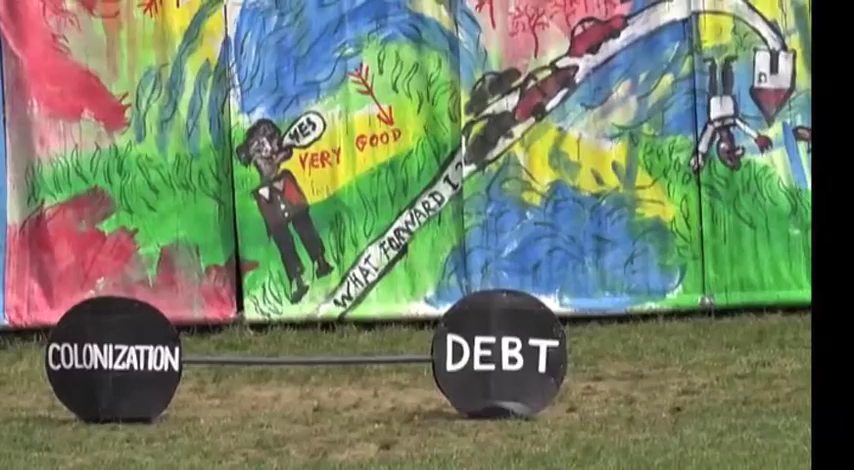 YES
VERY GOOD
WHAT FORWARD I
COLONIZATION
DEBT